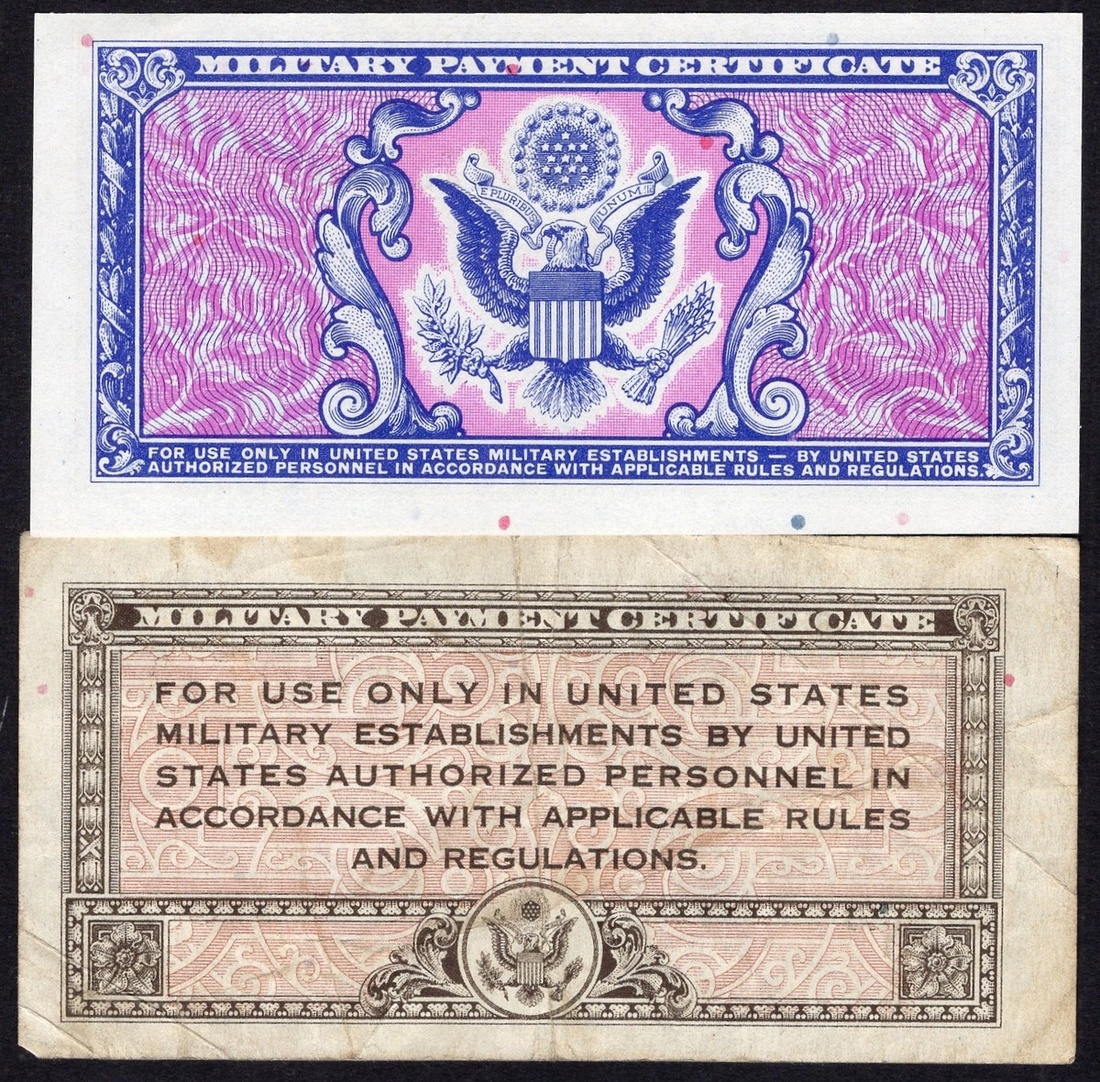 MILITARY PAYMENT CERTIFICATE
E PLURIBUS UNUM
FOR USE ONLY IN UNITED STATES MILITARY ESTABLISHMENTS — BY UNITED STATES
AUTHORIZED PERSONNEL IN ACCORDANCE WITH APPLICABLE RULES AND REGULATIONS.
MILITARY PAYMENT CERTIFICATE
FOR USE ONLY IN UNITED STATES
MILITARY ESTABLISHMENTS BY UNITED
STATES AUTHORIZED PERSONNEL IN
ACCORDANCE WITH APPLICABLE RULES
AND REGULATIONS.